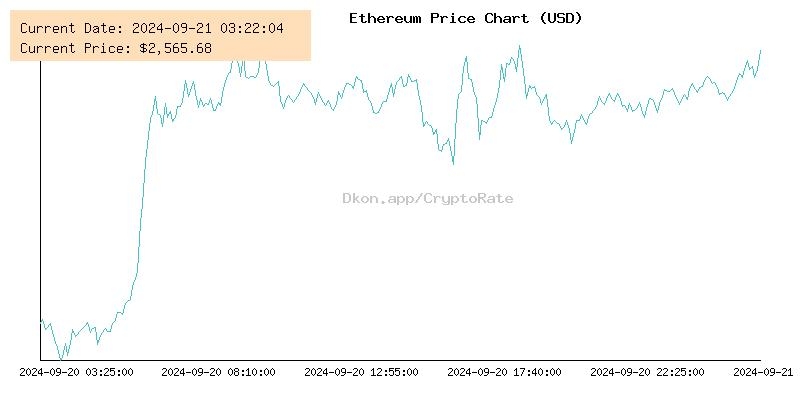 Ethereum Price Chart (USD)
Current Date: 2024-09-21 03:22:04
Current Price: $2,565.68
Dkon.app/CryptoRate
2024-09-20 03:25:00
2024-09-20 08:10:00
2024-09-20 12:55:00
2024-09-20 17:40:00
2024-09-20 22:25:00
2024-09-21